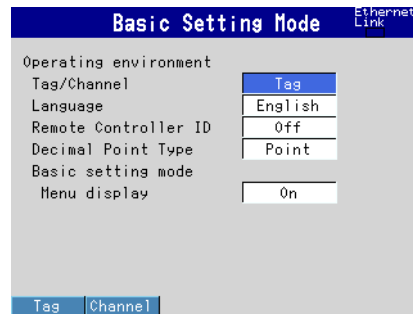 Basic Setting Mode
Ethernet
Link
Operating environment
Tag/Channel Tag
Language English
Remote Controller ID Off
Decimal Point Type Point
Basic setting mode
Menu display On
Tag Channel